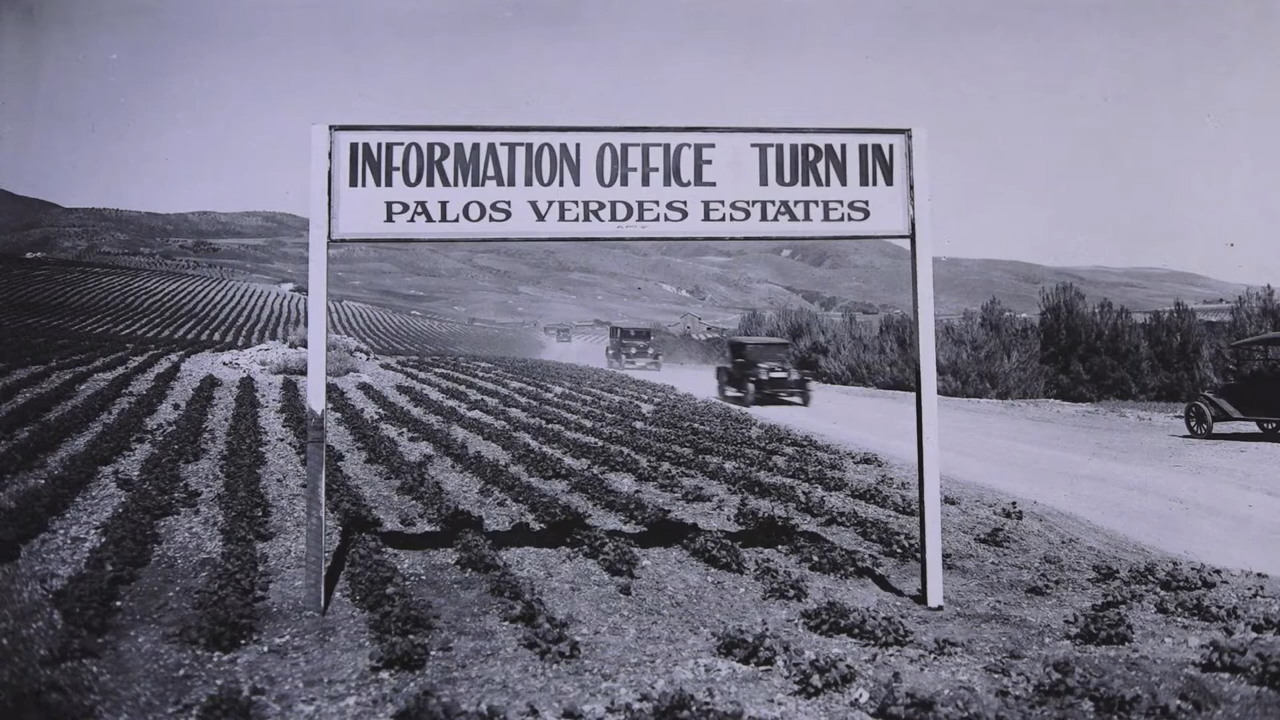 INFORMATION OFFICE TURN IN
PALOS VERDES ESTATES